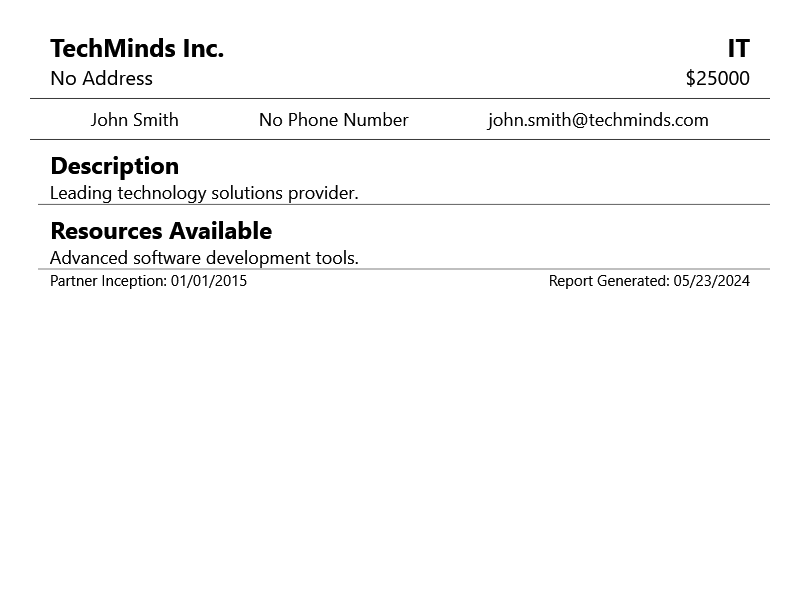 TechMinds Inc. IT
No Address $25000
John Smith No Phone Number john.smith@techminds.com
Description
Leading technology solutions provider.
Resources Available
Advanced software development tools.
Partner Inception: 01/01/2015 Report Generated: 05/23/2024